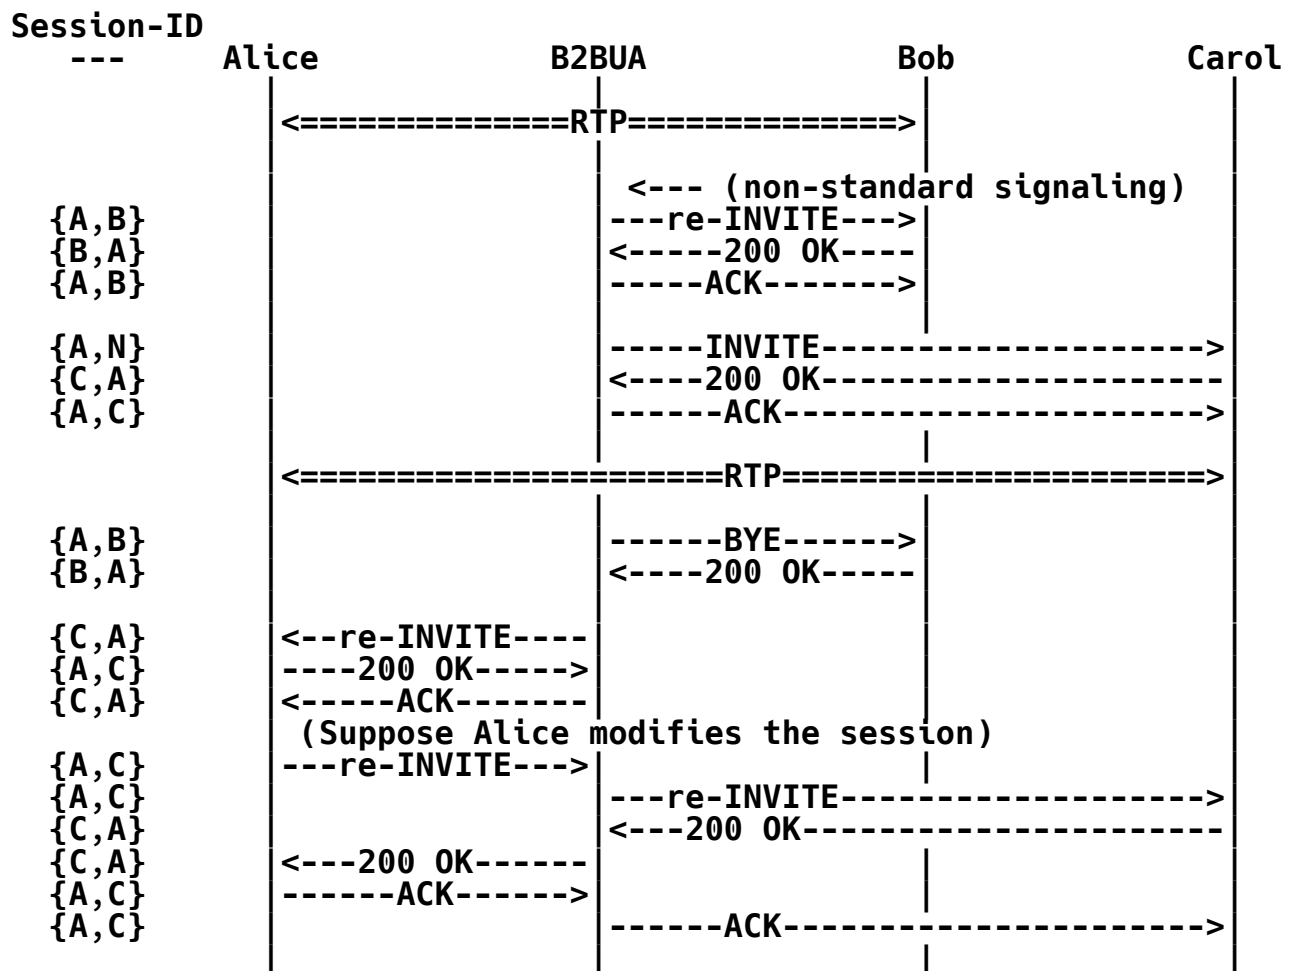 Session-ID
---     Alice            B2BUA             Bob             Carol
         |                |                |               |
         |<==============RTP==============>|               |
         |                |                |               |
         |                | <--- (non-standard signaling)  |
{A,B}    |                |---re-INVITE--->|               |
{B,A}    |                |<-----200 OK----|               |
{A,B}    |                |-----ACK------->|               |
         |                |                |               |
{A,N}    |                |-----INVITE-------------------->|
{C,A}    |                |<----200 OK---------------------|
{A,C}    |                |------ACK---------------------->|
         |                |                |               |
         |<======================RTP======================>|
         |                |                |               |
{A,B}    |                |------BYE------>|               |
{B,A}    |                |<----200 OK-----|               |
         |                |                |               |
{C,A}    |<--re-INVITE----|                |               |
{A,C}    |----200 OK----->|                |               |
{C,A}    |<-----ACK-------|                |               |
         | (Suppose Alice modifies the session)            |
{A,C}    |---re-INVITE--->|                |               |
{A,C}    |                |---re-INVITE------------------->|
{C,A}    |                |<---200 OK----------------------|
{C,A}    |<---200 OK------|                |               |
{A,C}    |------ACK------>|                |               |
{A,C}    |                |------ACK---------------------->|
         |                |                |               |